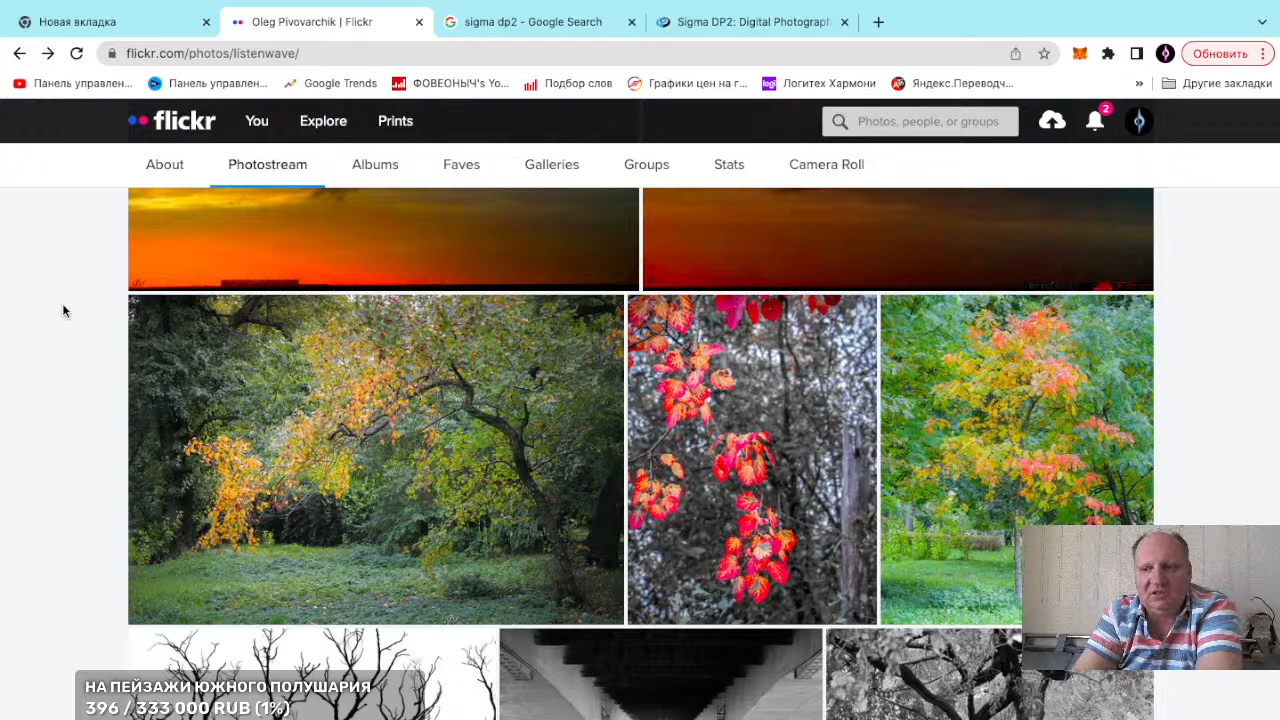 Новая вкладка
Oleg Pivovarchik | Flickr
sigma dp2 - Google Search
Sigma DP2: Digital Photograph
flickr.com/photos/listenwave/
Обновить
Панель управлен...
Панель управлен...
Google Trends
ФОВЕОНЫЧ's Yo...
Подбор слов
Графики цен на г...
Логитех Хармони
Яндекс.Переводч...
»
Другие закладки
flickr
You
Explore
Prints
Photos, people, or groups
2
About
Photostream
Albums
Faves
Galleries
Groups
Stats
Camera Roll
НА ПЕЙЗАЖИ ЮЖНОГО ПОЛУШАРИЯ
396 / 333 000 RUB (1%)